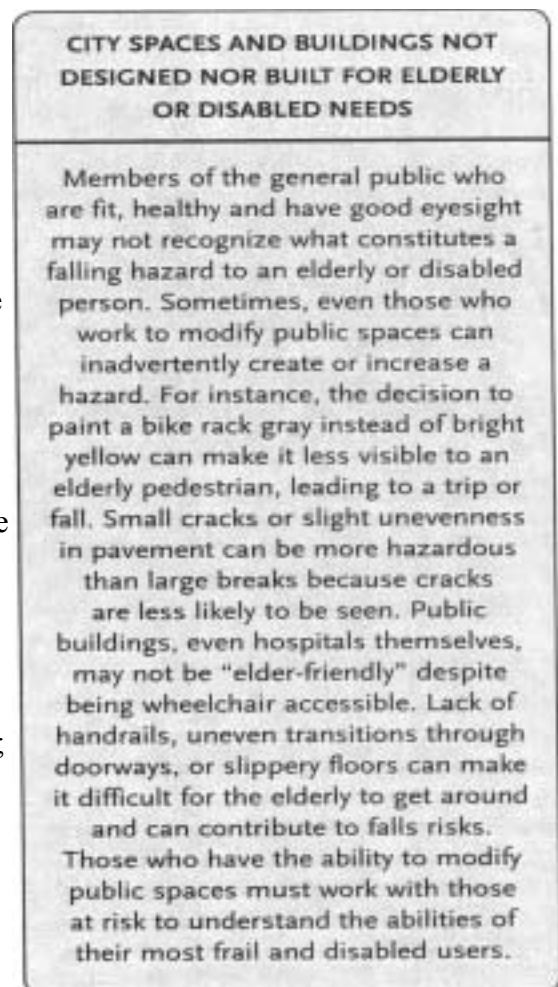 CITY SPACES AND BUILDINGS NOT
DESIGNED NOR BUILT FOR ELDERLY
OR DISABLED NEEDS
Members of the general public who
are fit, healthy and have good eyesight
may not recognize what constitutes a
falling hazard to an elderly or disabled
person. Sometimes, even those who
work to modify public spaces can
inadvertently create or increase a
hazard. For instance, the decision to
paint a bike rack gray instead of bright
yellow can make it less visible to an
elderly pedestrian, leading to a trip or
fall. Small cracks or slight unevenness
in pavement can be more hazardous
than large breaks because cracks
are less likely to be seen. Public
buildings, even hospitals themselves,
may not be “elder-friendly” despite
being wheelchair accessible. Lack of
handrails, uneven transitions through
doorways, or slippery floors can make
it difficult for the elderly to get around
and can contribute to falls risks.
Those who have the ability to modify
public spaces must work with those
at risk to understand the abilities of
their most frail and disabled users.